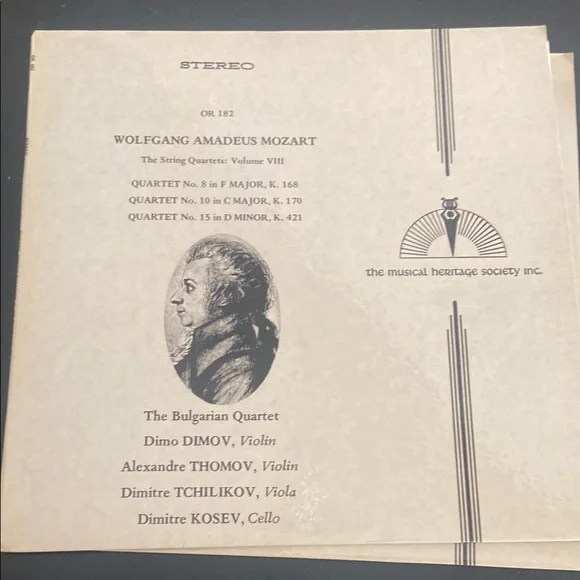 STEREO
OR 182
WOLFGANG AMADEUS MOZART
The String Quartets: Volume VIII
QUARTET No. 8 in F MAJOR, K. 168
QUARTET No. 10 in C MAJOR, K. 170
QUARTET No. 15 in D MINOR, K. 421
the musical heritage society inc.
The Bulgarian Quartet
Dimo DIMOV, Violin
Alexandre THOMOV, Violin
Dimitre TCHILIKOV, Viola
Dimitre KOSEV, Cello